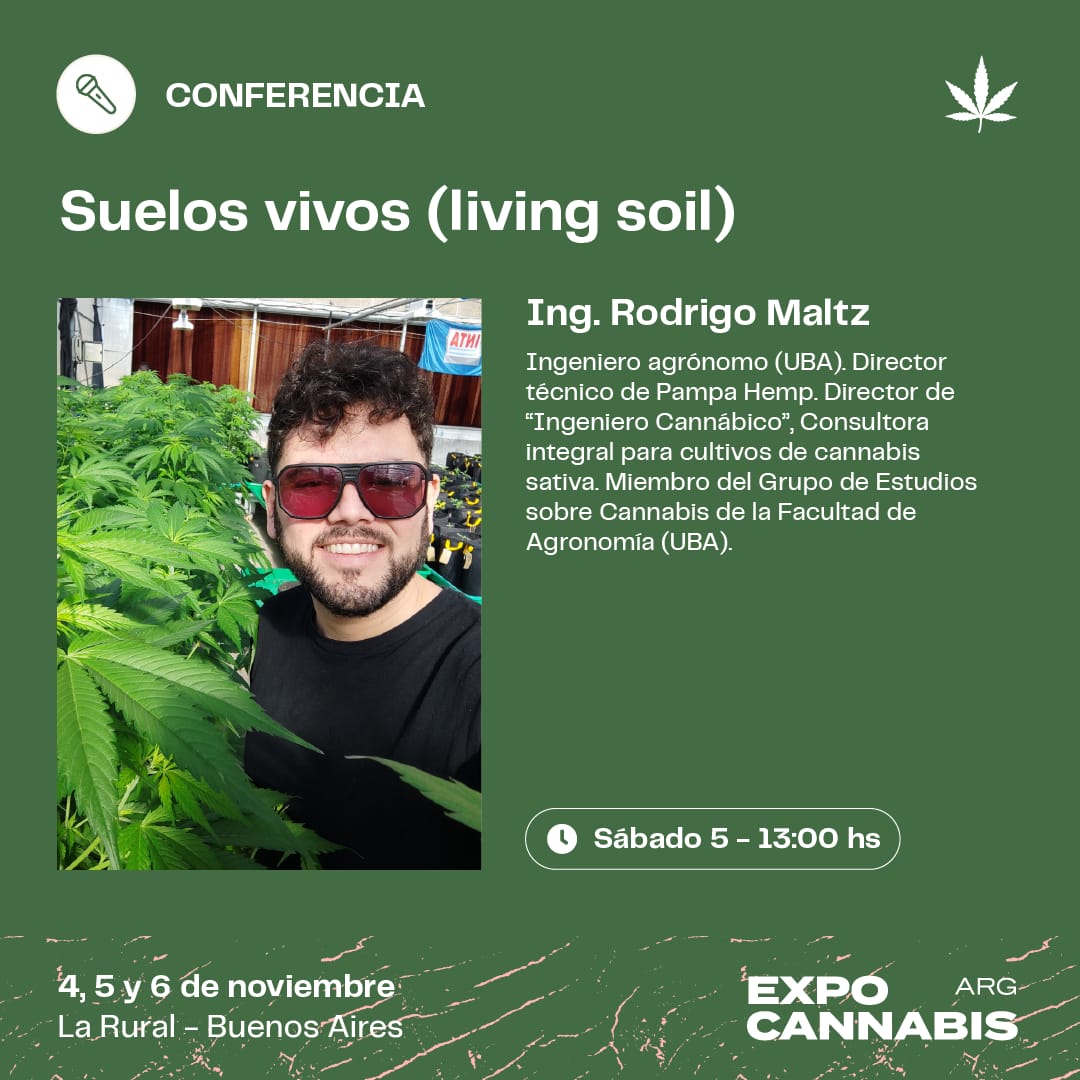 CONFERENCIA
Suelos vivos (living soil)
INTA
Ing. Rodrigo Maltz
Ingeniero agrónomo (UBA). Director
técnico de Pampa Hemp. Director de
“Ingeniero Cannábico”, Consultora
integral para cultivos de cannabis
sativa. Miembro del Grupo de Estudios
sobre Cannabis de la Facultad de
Agronomía (UBA).
Sábado 5 - 13:00 hs
4, 5 y 6 de noviembre
La Rural - Buenos Aires
EXPO ARG
CANNABIS